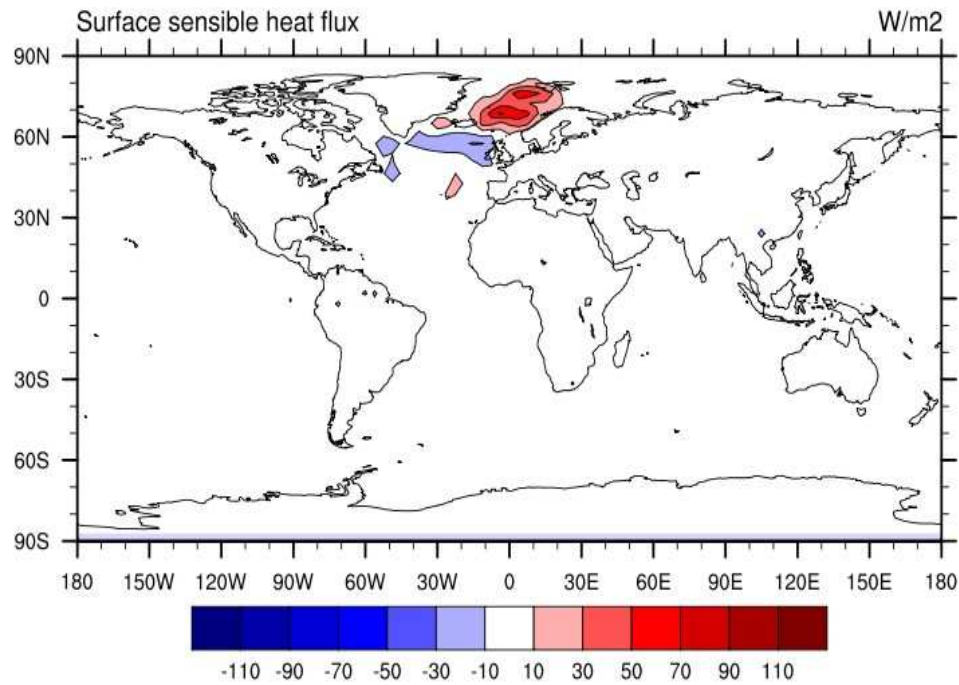 Surface sensible heat flux W/m2
90N
60N
30N
0
30S
60S
90S
180 150W 120W 90W 60W 30W 0 30E 60E 90E 120E 150E 180
-110 -90 -70 -50 -30 -10 10 30 50 70 90 110